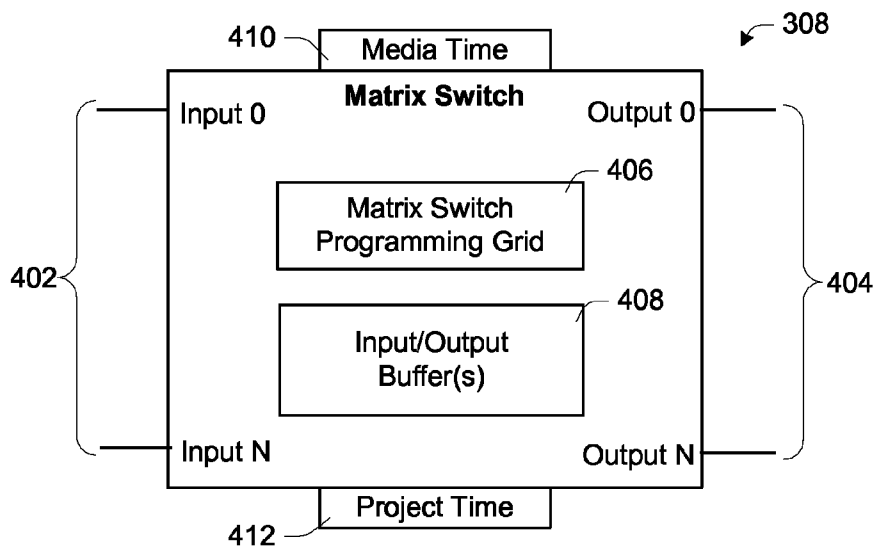 410
Media Time
308
Matrix Switch
Input 0
Output 0
406
Matrix Switch
Programming Grid
402
404
408
Input/Output
Buffer(s)
Input N
Output N
Project Time
412